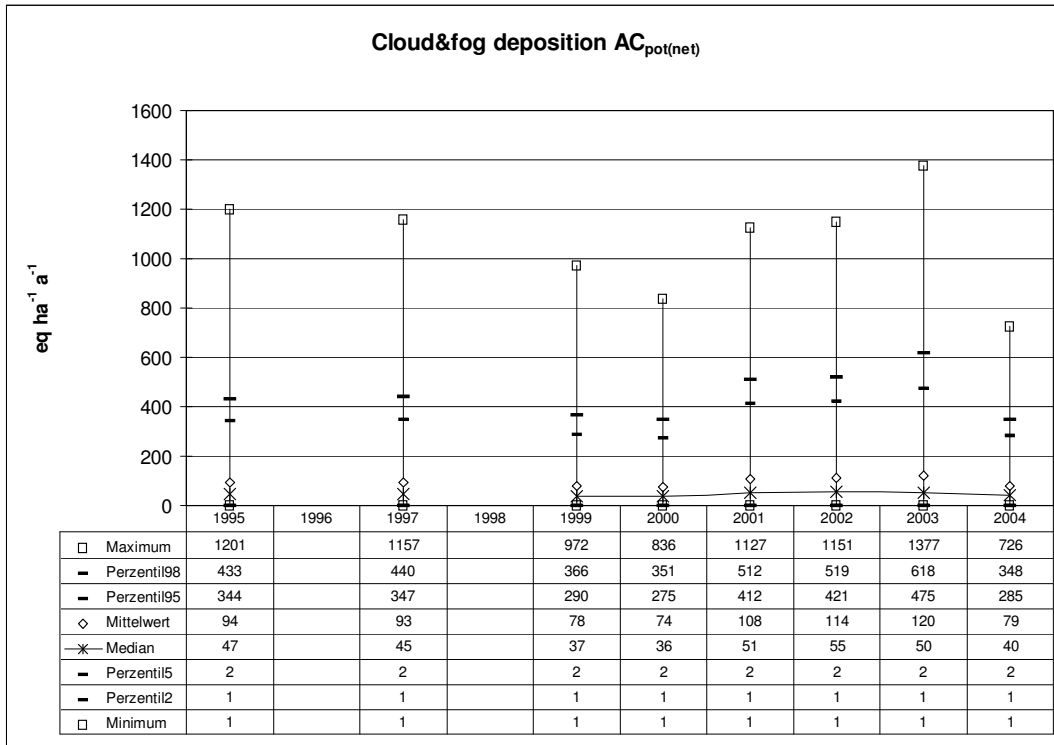 Cloud&fog deposition ACpot(net)
eq ha-1 a-1
1600
1400
1200
1000
800
600
400
200
0
1995 1996 1997 1998 1999 2000 2001 2002 2003 2004
Maximum 1201 1157 972 836 1127 1151 1377 726
Perzentil98 433 440 366 351 512 519 618 348
Perzentil95 344 347 290 275 412 421 475 285
Mittelwert 94 93 78 74 108 114 120 79
Median 47 45 37 36 51 55 50 40
Perzentil5 2 2 2 2 2 2 2 2
Perzentil2 1 1 1 1 1 1 1 1
Minimum 1 1 1 1 1 1 1 1